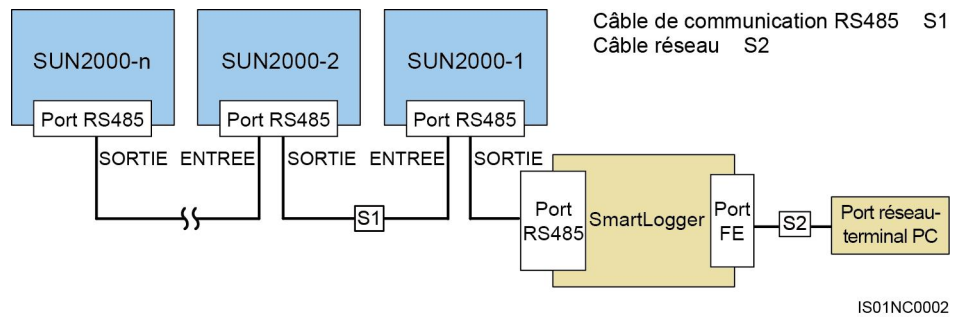 Câble de communication RS485 S1
Câble réseau S2
SUN2000-n
SUN2000-2
SUN2000-1
Port RS485
Port RS485
Port RS485
SORTIE
ENTREE
SORTIE
ENTREE
SORTIE
S1
Port
RS485
SmartLogger
Port
FE
S2
Port réseau-
terminal PC
IS01NC0002